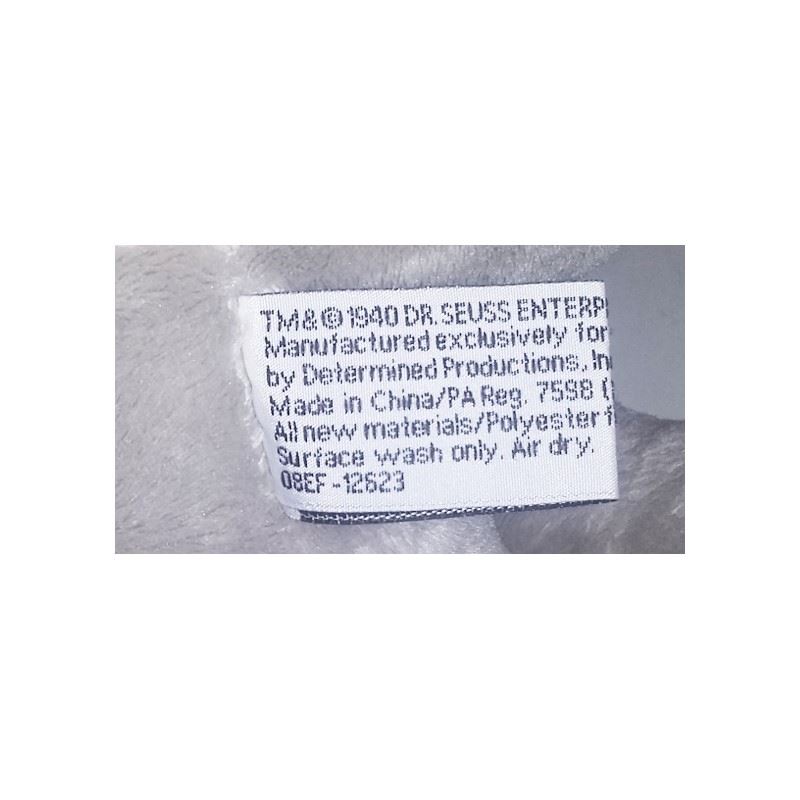 TM&© 1940 DR. SEUSS ENTERP
Manufactured exclusively for
by Determined Productions, In
Made in China/PA Reg. 7598 (
All new materials/Polyester f
Surface wash only. Air dry.
08EF-12623